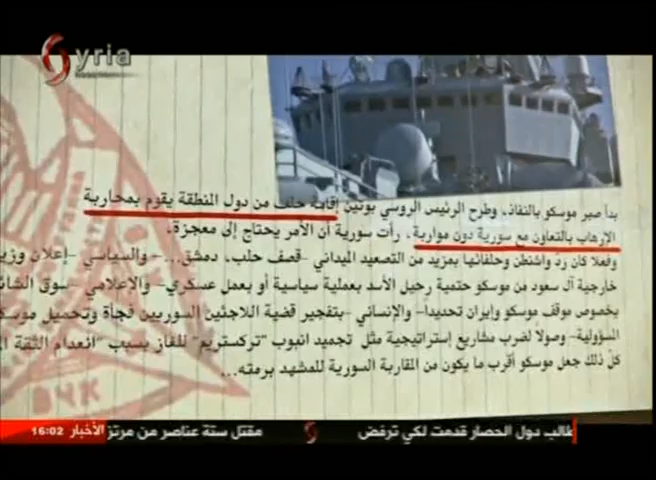 Syria
بدأ صبر موسكو بالنفاذ، وطرح الرئيس الروسي بوتين إقامة حلف من دول المنطقة يقوم بمحاربة
الإرهاب بالتعاون مع سورية دون مواربة. رأت سورية أن الأمر يحتاج إلى معجزة.
وفعلاً كان رد واشنطن وحلفائها بمزيد من التصعيد الميداني -قصف حلب، دمشق...- والسياسي -إعلان وزير
خارجية آل سعود من موسكو حتمية رحيل الأسد بعملية سياسية أو بعمل عسكري- والإعلامي -سوق الشائ
بخصوص موقف موسكو وإيران تحديداً- والإنساني -بتفجير قضية اللاجئين السوريين فجأة وتحميل موسكو
المسؤولية- وصولاً لضرب مشاريع إستراتيجية مثل تجميد انبوب "تركستريم" للغاز بسبب "انعدام الثقة ا
كلّ ذلك جعل موسكو أقرب ما يكون من المقاربة السورية للمشهد برمته...
طالب دول الحصار قدمت لكي ترفض
مقتل ستة عناصر من مرتز
الأخبار 16:02